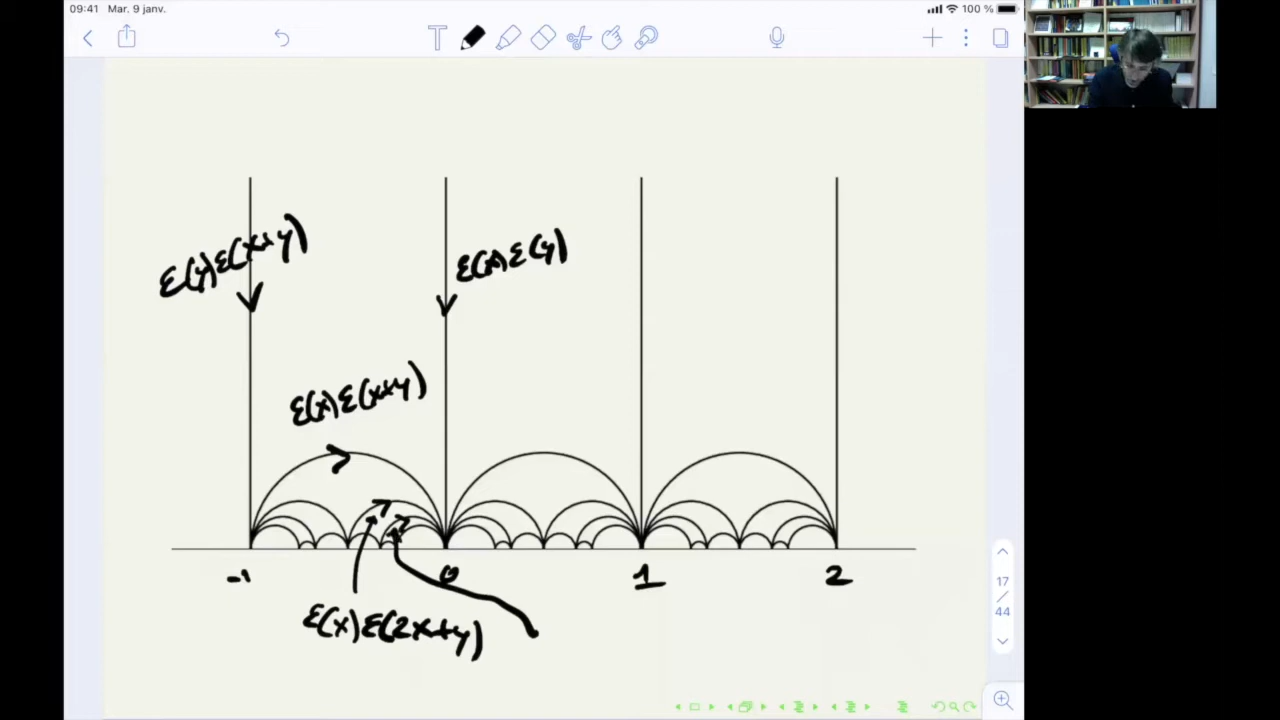 09:41 Mar. 9 janv.
100 %
T
ε(y)ε(x+y)
ε(x)ε(y)
ε(x)ε(x+y)
-1 0 1 2
ε(x)ε(2x+y)
17
/
44